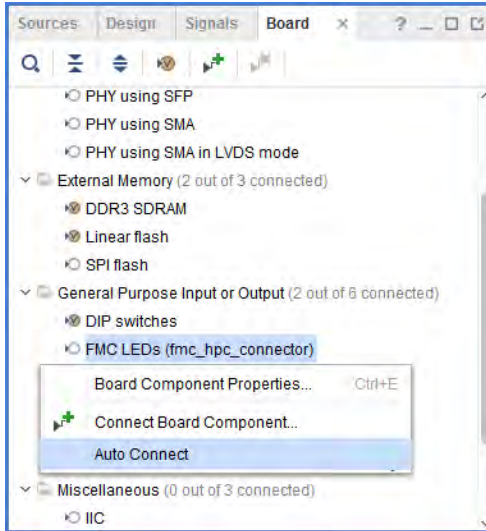 Sources Design Signals Board × ? _
PHY using SFP
PHY using SMA
PHY using SMA in LVDS mode
External Memory (2 out of 3 connected)
DDR3 SDRAM
Linear flash
SPI flash
General Purpose Input or Output (2 out of 6 connected)
DIP switches
FMC LEDs (fmc_hpc_connector)
Board Component Properties... Ctrl+E
Connect Board Component...
Auto Connect
Miscellaneous (0 out of 3 connected)
IIC